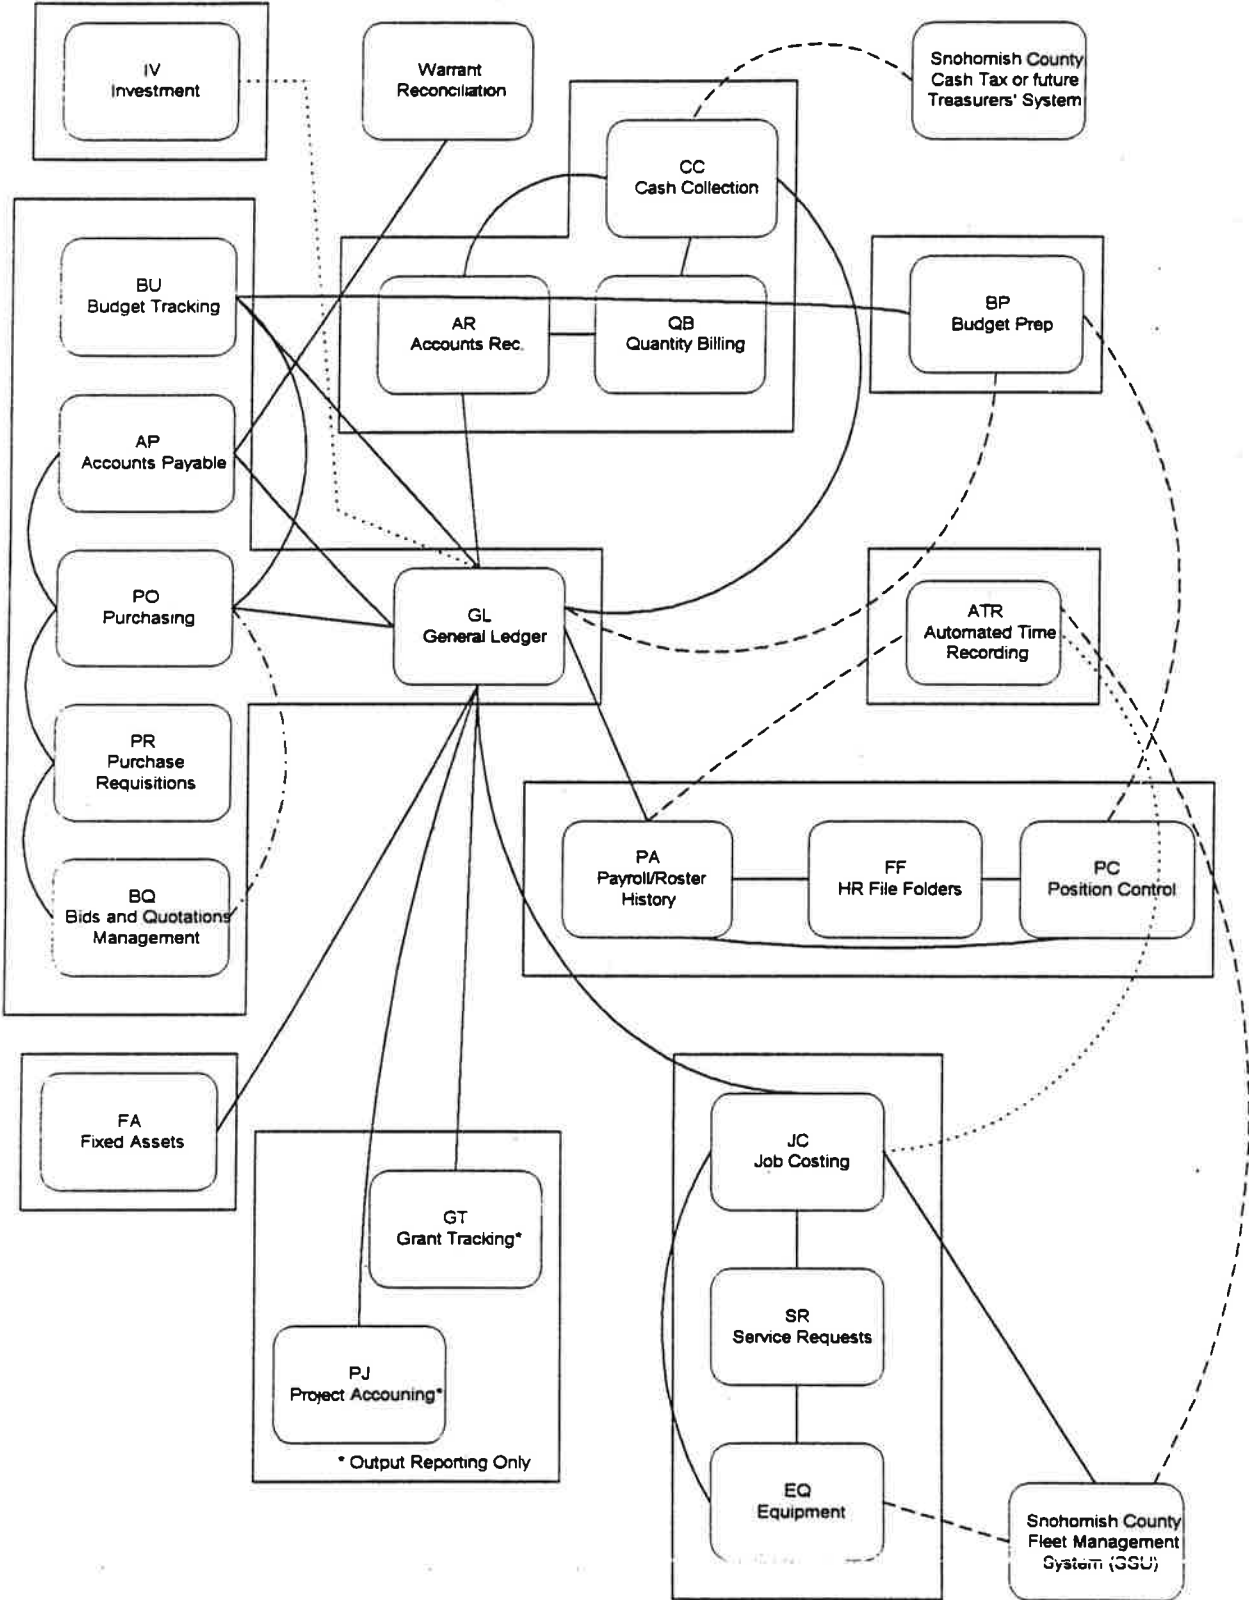 IV
Investment
Warrant
Reconciliation
Snohomish County
Cash Tax or future
Treasurers' System
CC
Cash Collection
BU
Budget Tracking
AR
Accounts Rec.
QB
Quantity Billing
BP
Budget Prep
AP
Accounts Payable
PO
Purchasing
GL
General Ledger
ATR
Automated Time
Recording
PR
Purchase
Requisitions
PA
Payroll/Roster
History
FF
HR File Folders
PC
Position Control
BQ
Bids and Quotations
Management
FA
Fixed Assets
JC
Job Costing
GT
Grant Tracking*
SR
Service Requests
PJ
Project Accouning*
* Output Reporting Only
EQ
Equipment
Snohomish County
Fleet Management
System